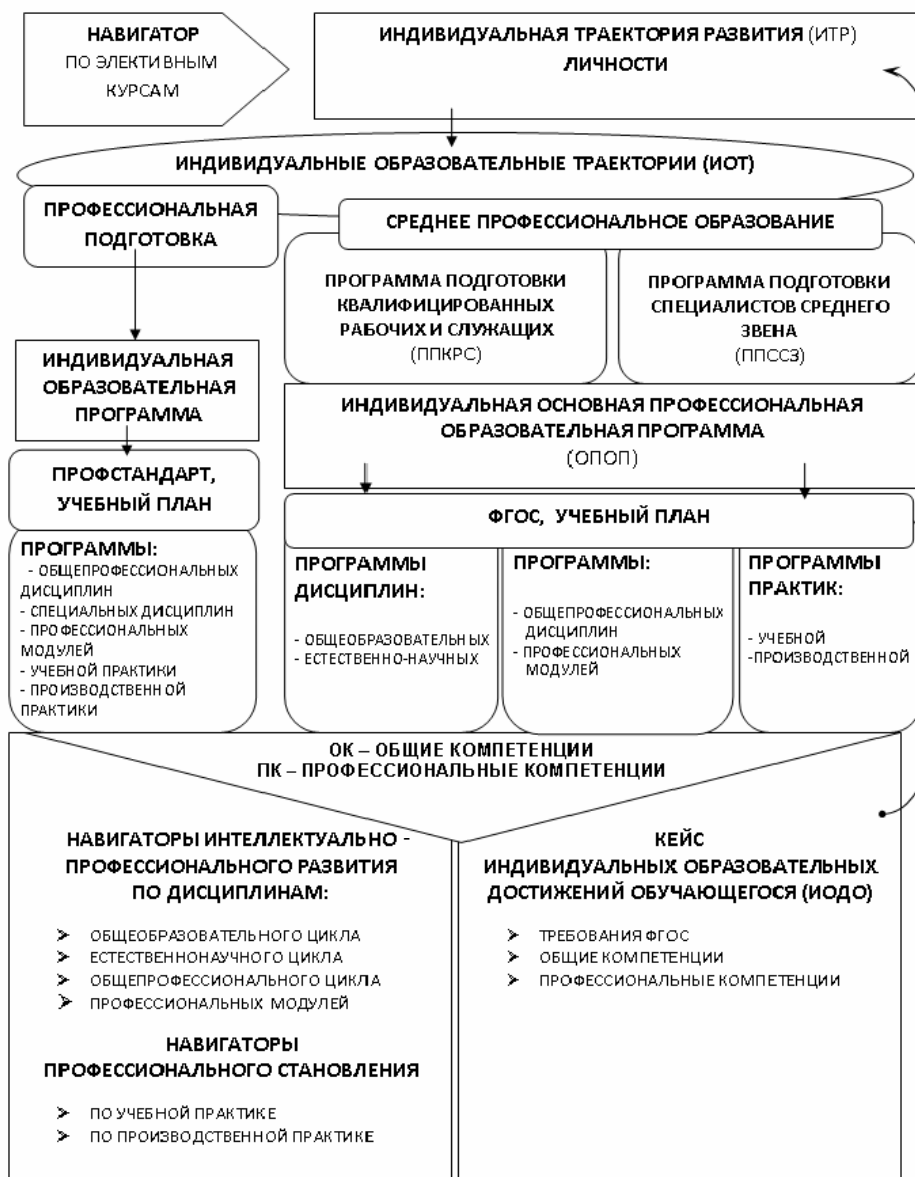 НАВИГАТОР
ПО ЭЛЕКТИВНЫМ
КУРСАМ
ИНДИВИДУАЛЬНАЯ ТРАЕКТОРИЯ РАЗВИТИЯ (ИТР)
ЛИЧНОСТИ
ИНДИВИДУАЛЬНЫЕ ОБРАЗОВАТЕЛЬНЫЕ ТРАЕКТОРИИ (ИОТ)
ПРОФЕССИОНАЛЬНАЯ
ПОДГОТОВКА
СРЕДНЕЕ ПРОФЕССИОНАЛЬНОЕ ОБРАЗОВАНИЕ
ПРОГРАММА ПОДГОТОВКИ
КВАЛИФИЦИРОВАННЫХ
РАБОЧИХ И СЛУЖАЩИХ
(ППКРС)
ПРОГРАММА ПОДГОТОВКИ
СПЕЦИАЛИСТОВ СРЕДНЕГО
ЗВЕНА
(ППССЗ)
ИНДИВИДУАЛЬНАЯ
ОБРАЗОВАТЕЛЬНАЯ
ПРОГРАММА
ИНДИВИДУАЛЬНАЯ ОСНОВНАЯ ПРОФЕССИОНАЛЬНАЯ
ОБРАЗОВАТЕЛЬНАЯ ПРОГРАММА
(ОПОП)
ПРОФСТАНДАРТ,
УЧЕБНЫЙ ПЛАН
ФГОС, УЧЕБНЫЙ ПЛАН
ПРОГРАММЫ:
- ОБЩЕПРОФЕССИОНАЛЬНЫХ
ДИСЦИПЛИН
- СПЕЦИАЛЬНЫХ ДИСЦИПЛИН
- ПРОФЕССИОНАЛЬНЫХ
МОДУЛЕЙ
- УЧЕБНОЙ ПРАКТИКИ
- ПРОИЗВОДСТВЕННОЙ
ПРАКТИКИ
ПРОГРАММЫ
ДИСЦИПЛИН:
- ОБЩЕОБРАЗОВАТЕЛЬНЫХ
- ЕСТЕСТВЕННО-НАУЧНЫХ
ПРОГРАММЫ:
- ОБЩЕПРОФЕССИОНАЛЬНЫХ
ДИСЦИПЛИН
- ПРОФЕССИОНАЛЬНЫХ
МОДУЛЕЙ
ПРОГРАММЫ
ПРАКТИК:
- УЧЕБНОЙ
-ПРОИЗВОДСТВЕННОЙ
ОК – ОБЩИЕ КОМПЕТЕНЦИИ
ПК – ПРОФЕССИОНАЛЬНЫЕ КОМПЕТЕНЦИИ
НАВИГАТОРЫ ИНТЕЛЛЕКТУАЛЬНО -
ПРОФЕССИОНАЛЬНОГО РАЗВИТИЯ
ПО ДИСЦИПЛИНАМ:
➢ ОБЩЕОБРАЗОВАТЕЛЬНОГО ЦИКЛА
➢ ЕСТЕСТВЕННОНАУЧНОГО ЦИКЛА
➢ ОБЩЕПРОФЕССИОНАЛЬНОГО ЦИКЛА
➢ ПРОФЕССИОНАЛЬНЫХ МОДУЛЕЙ
НАВИГАТОРЫ
ПРОФЕССИОНАЛЬНОГО СТАНОВЛЕНИЯ
➢ ПО УЧЕБНОЙ ПРАКТИКЕ
➢ ПО ПРОИЗВОДСТВЕННОЙ ПРАКТИКЕ
КЕЙС
ИНДИВИДУАЛЬНЫХ ОБРАЗОВАТЕЛЬНЫХ
ДОСТИЖЕНИЙ ОБУЧАЮЩЕГОСЯ (ИОДО)
➢ ТРЕБОВАНИЯ ФГОС
➢ ОБЩИЕ КОМПЕТЕНЦИИ
➢ ПРОФЕССИОНАЛЬНЫЕ КОМПЕТЕНЦИИ